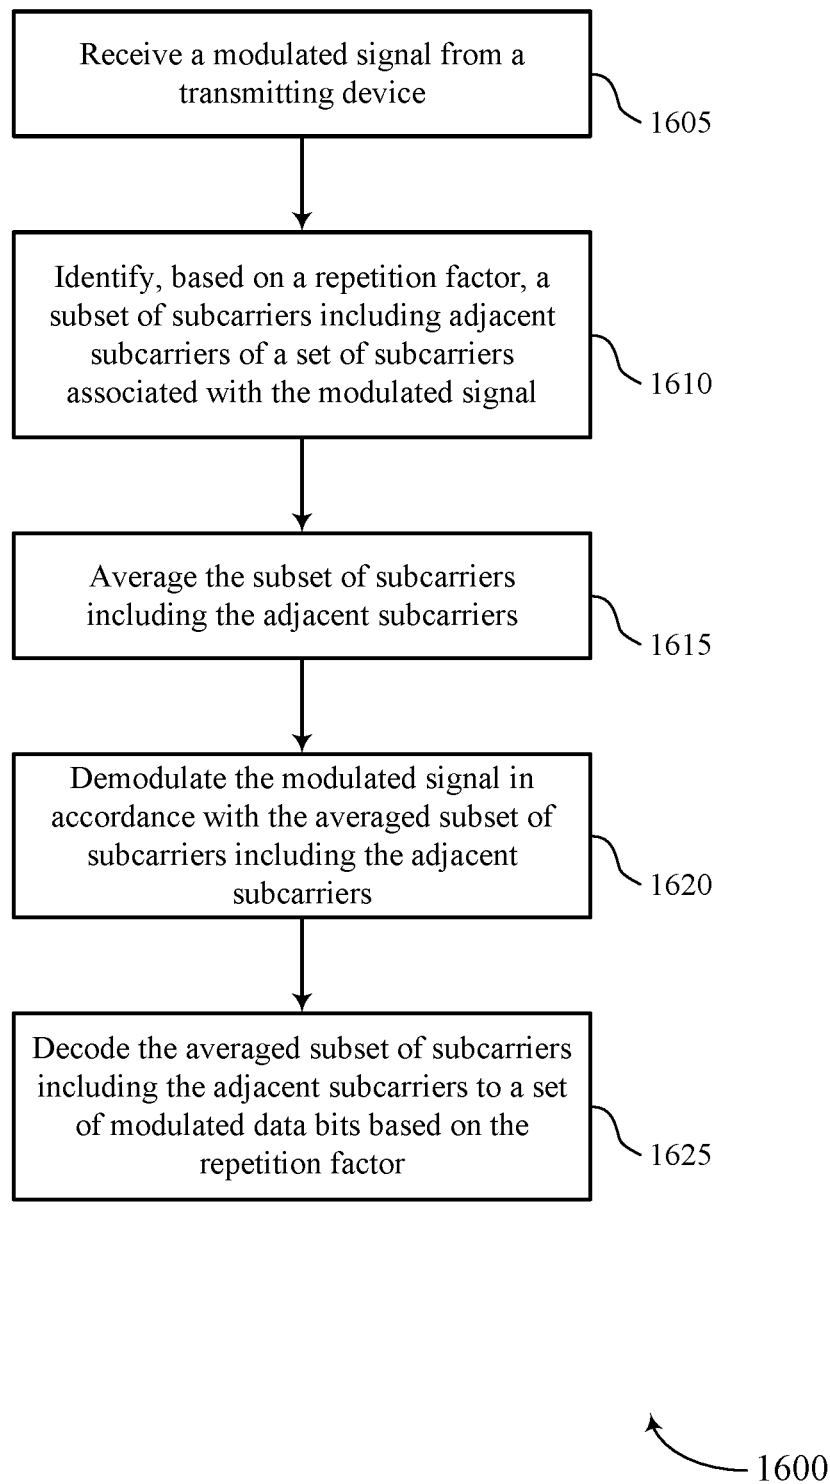 Receive a modulated signal from a
transmitting device
1605
Identify, based on a repetition factor, a
subset of subcarriers including adjacent
subcarriers of a set of subcarriers
associated with the modulated signal
1610
Average the subset of subcarriers
including the adjacent subcarriers
1615
Demodulate the modulated signal in
accordance with the averaged subset of
subcarriers including the adjacent
subcarriers
1620
Decode the averaged subset of subcarriers
including the adjacent subcarriers to a set
of modulated data bits based on the
repetition factor
1625
1600